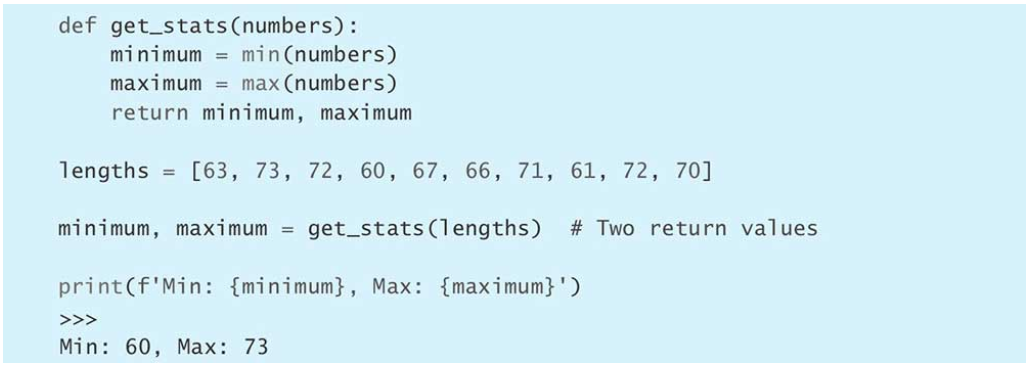 def get_stats(numbers):
    minimum = min(numbers)
    maximum = max(numbers)
    return minimum, maximum
lengths = [63, 73, 72, 60, 67, 66, 71, 61, 72, 70]
minimum, maximum = get_stats(lengths)  # Two return values
print(f'Min: {minimum}, Max: {maximum}')
>>>
Min: 60, Max: 73